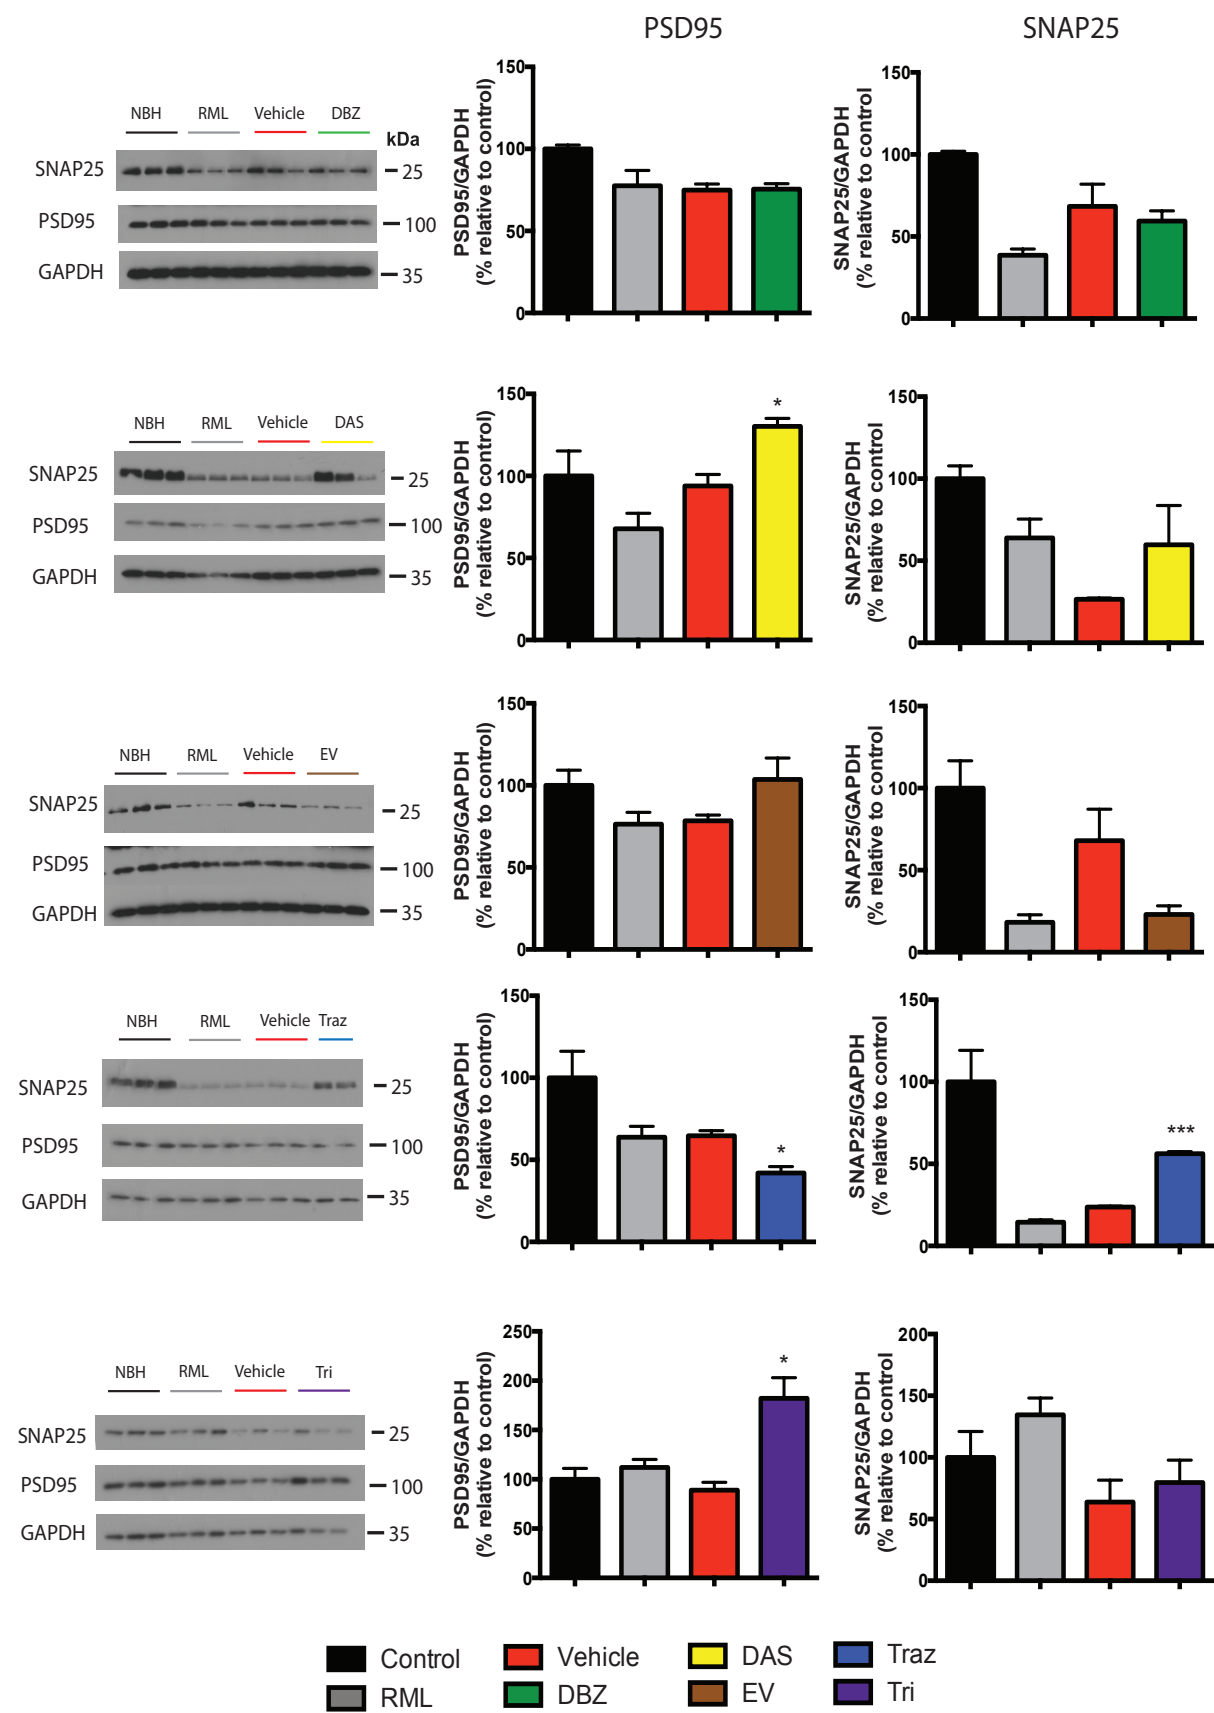 PSD95
SNAP25
NBH RML Vehicle DBZ
kDa
SNAP25
25
PSD95
100
GAPDH
35
PSD95/GAPDH
(% relative to control)
150
100
50
0
SNAP25/GAPDH
(% relative to control)
150
100
50
0
NBH RML Vehicle DAS
SNAP25
25
PSD95
100
GAPDH
35
PSD95/GAPDH
(% relative to control)
150
100
50
0
*
SNAP25/GAPDH
(% relative to control)
150
100
50
0
NBH RML Vehicle EV
SNAP25
25
PSD95
100
GAPDH
35
PSD95/GAPDH
(% relative to control)
150
100
50
0
SNAP25/GAPDH
(% relative to control)
150
100
50
0
NBH RML Vehicle Traz
SNAP25
25
PSD95
100
GAPDH
35
PSD95/GAPDH
(% relative to control)
150
100
50
0
*
SNAP25/GAPDH
(% relative to control)
150
100
50
0
***
NBH RML Vehicle Tri
SNAP25
25
PSD95
100
GAPDH
35
PSD95/GAPDH
(% relative to control)
250
200
150
100
50
0
*
SNAP25/GAPDH
(% relative to control)
200
150
100
50
0
Control Vehicle DAS Traz
RML DBZ EV Tri